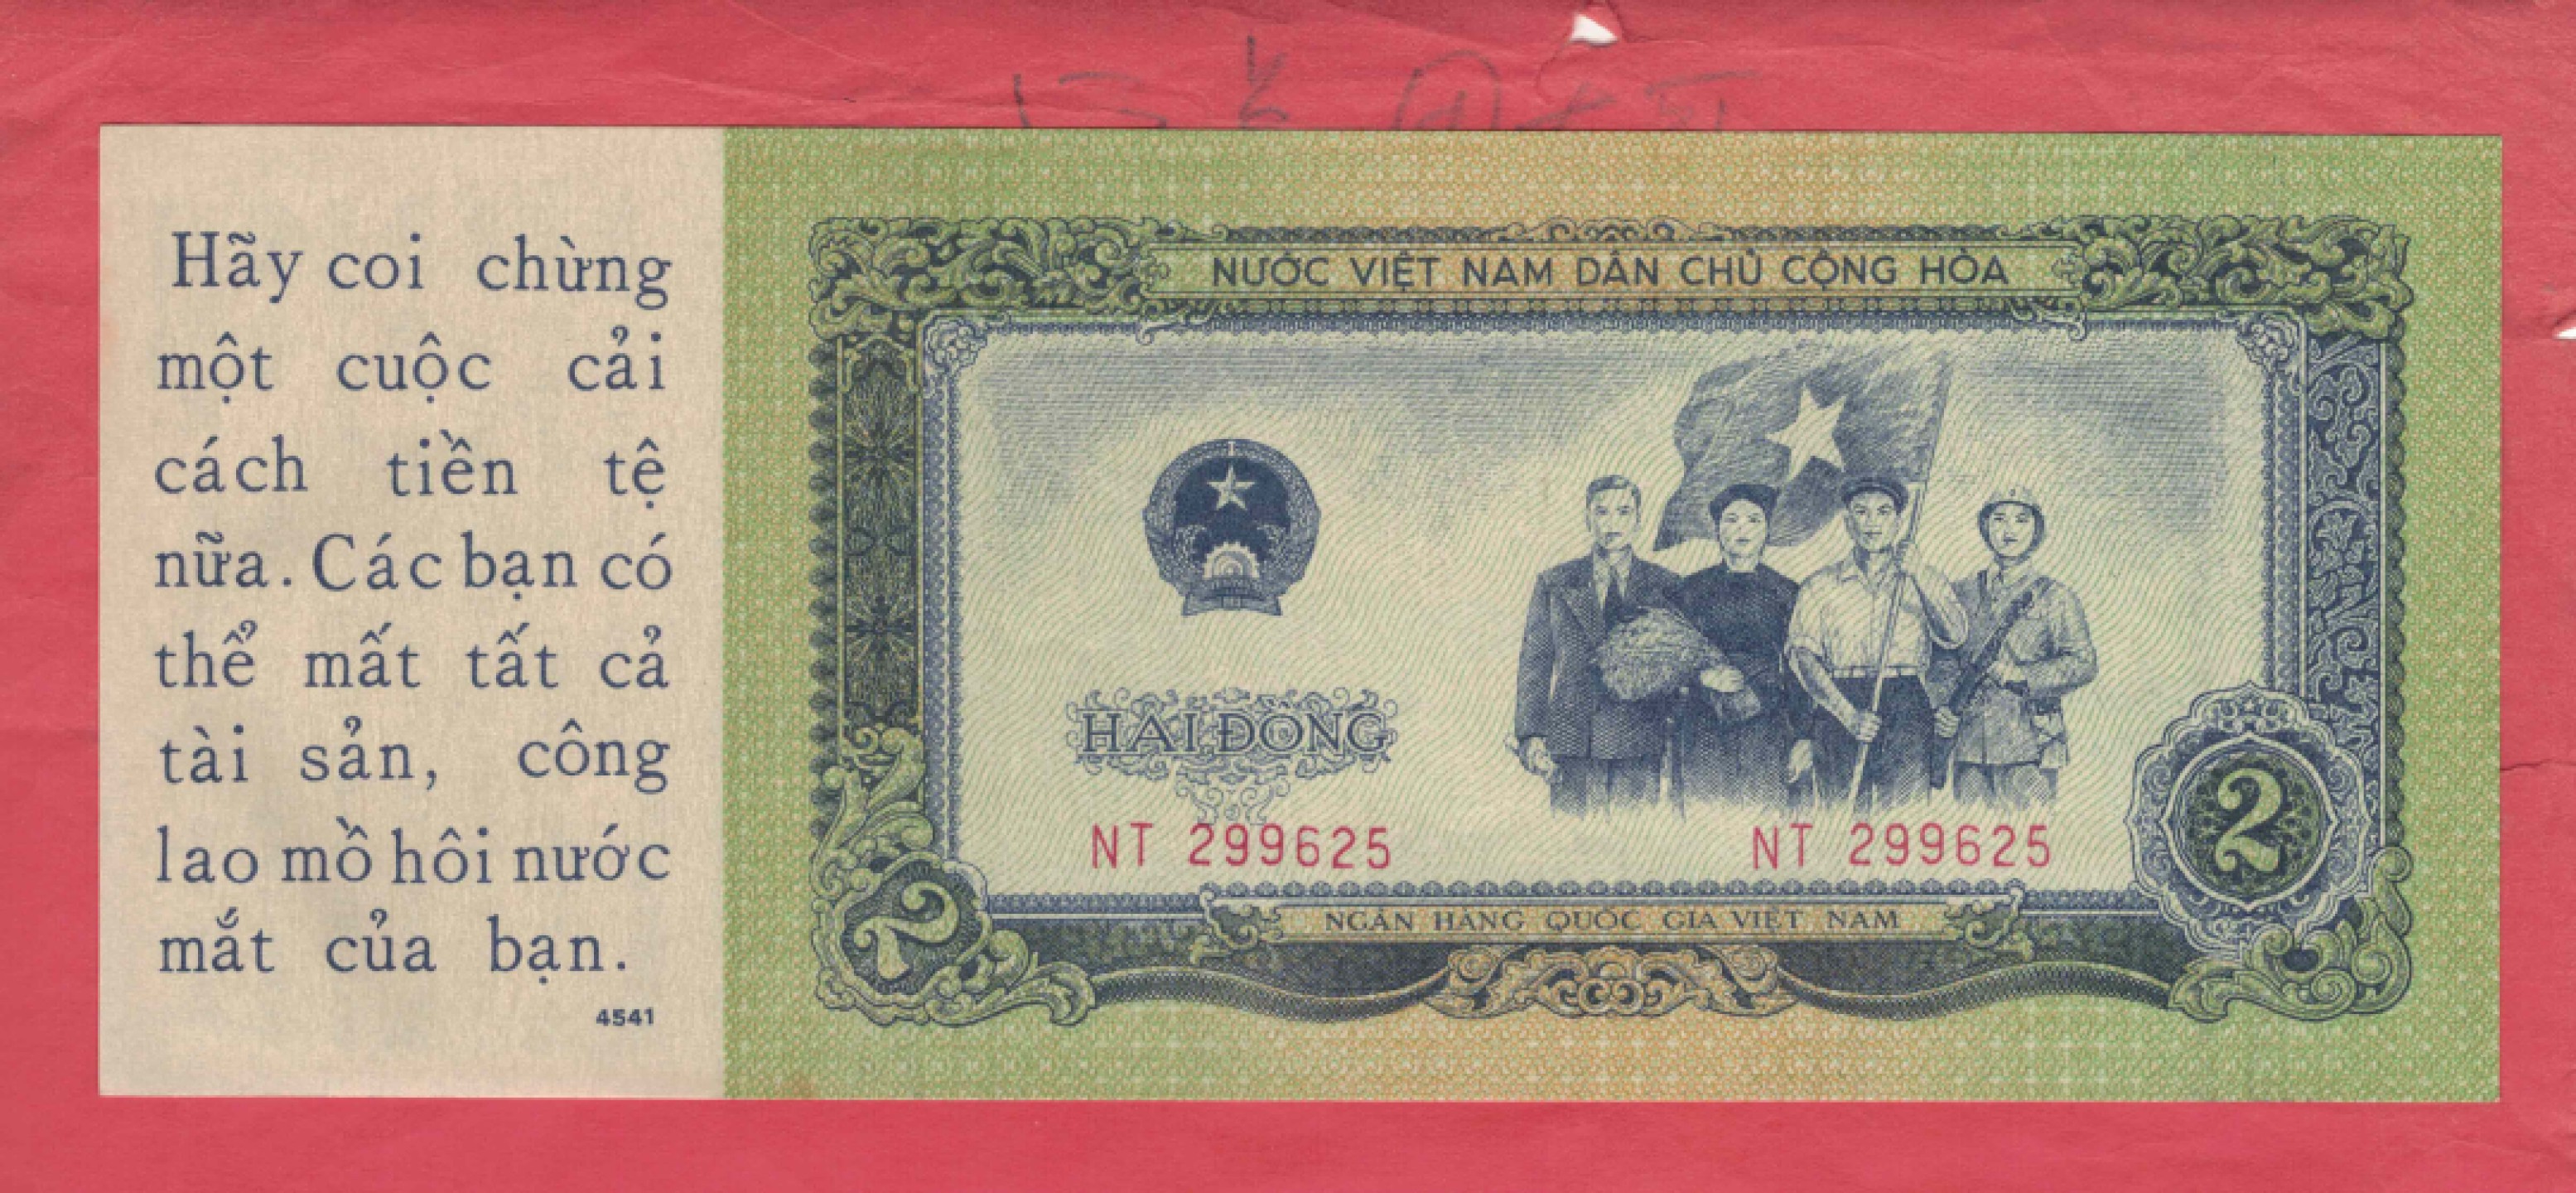 Hãy coi chừng
một cuộc cải
cách tiền tệ
nữa. Các bạn có
thể mất tất cả
tài sản, công
lao mồ hôi nước
mắt của bạn.
4541
NƯỚC VIỆT NAM DÂN CHỦ CỘNG HÒA
HAI ĐỒNG
NT 299625
NT 299625
2
2
NGÂN HÀNG QUỐC GIA VIỆT NAM